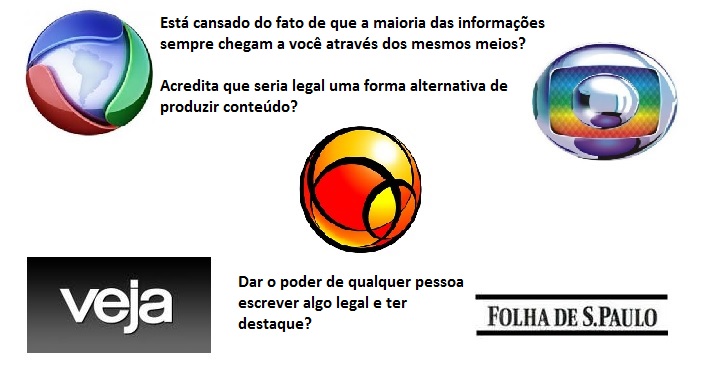 Está cansado do fato de que a maioria das informações
sempre chegam a você através dos mesmos meios?
Acredita que seria legal uma forma alternativa de
produzir conteúdo?
veja
Dar o poder de qualquer pessoa
escrever algo legal e ter
destaque?
FOLHA DE S.PAULO